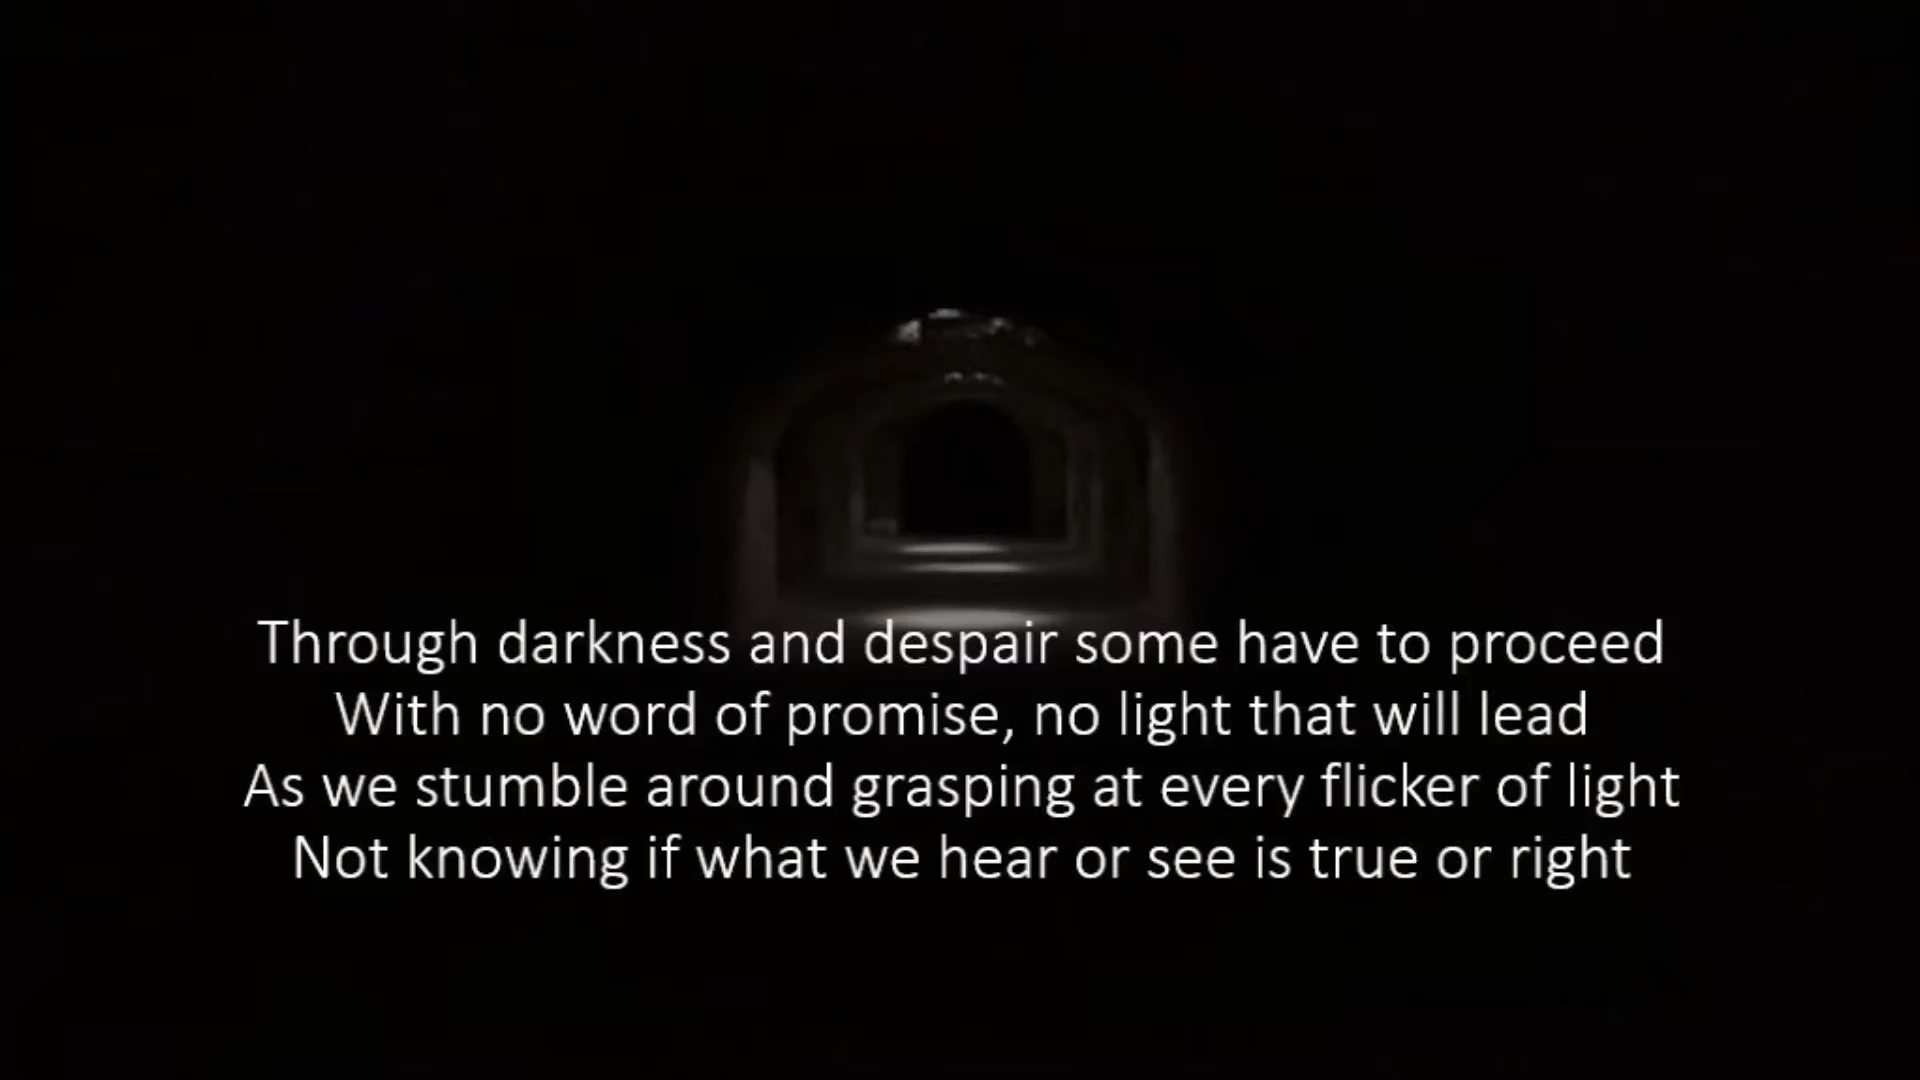 Through darkness and despair some have to proceed
With no word of promise, no light that will lead
As we stumble around grasping at every flicker of light
Not knowing if what we hear or see is true or right